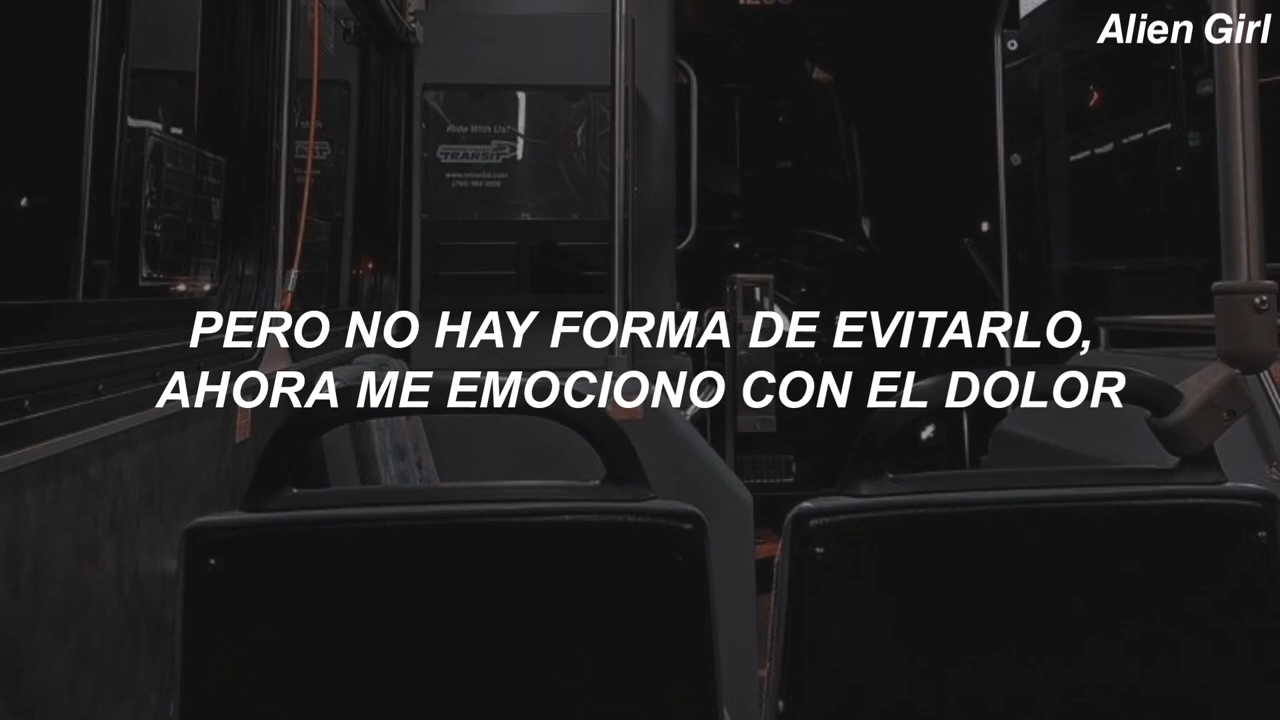 Alien Girl
Ride With Us!
TRANSIT
PERO NO HAY FORMA DE EVITARLO,
AHORA ME EMOCIONO CON EL DOLOR